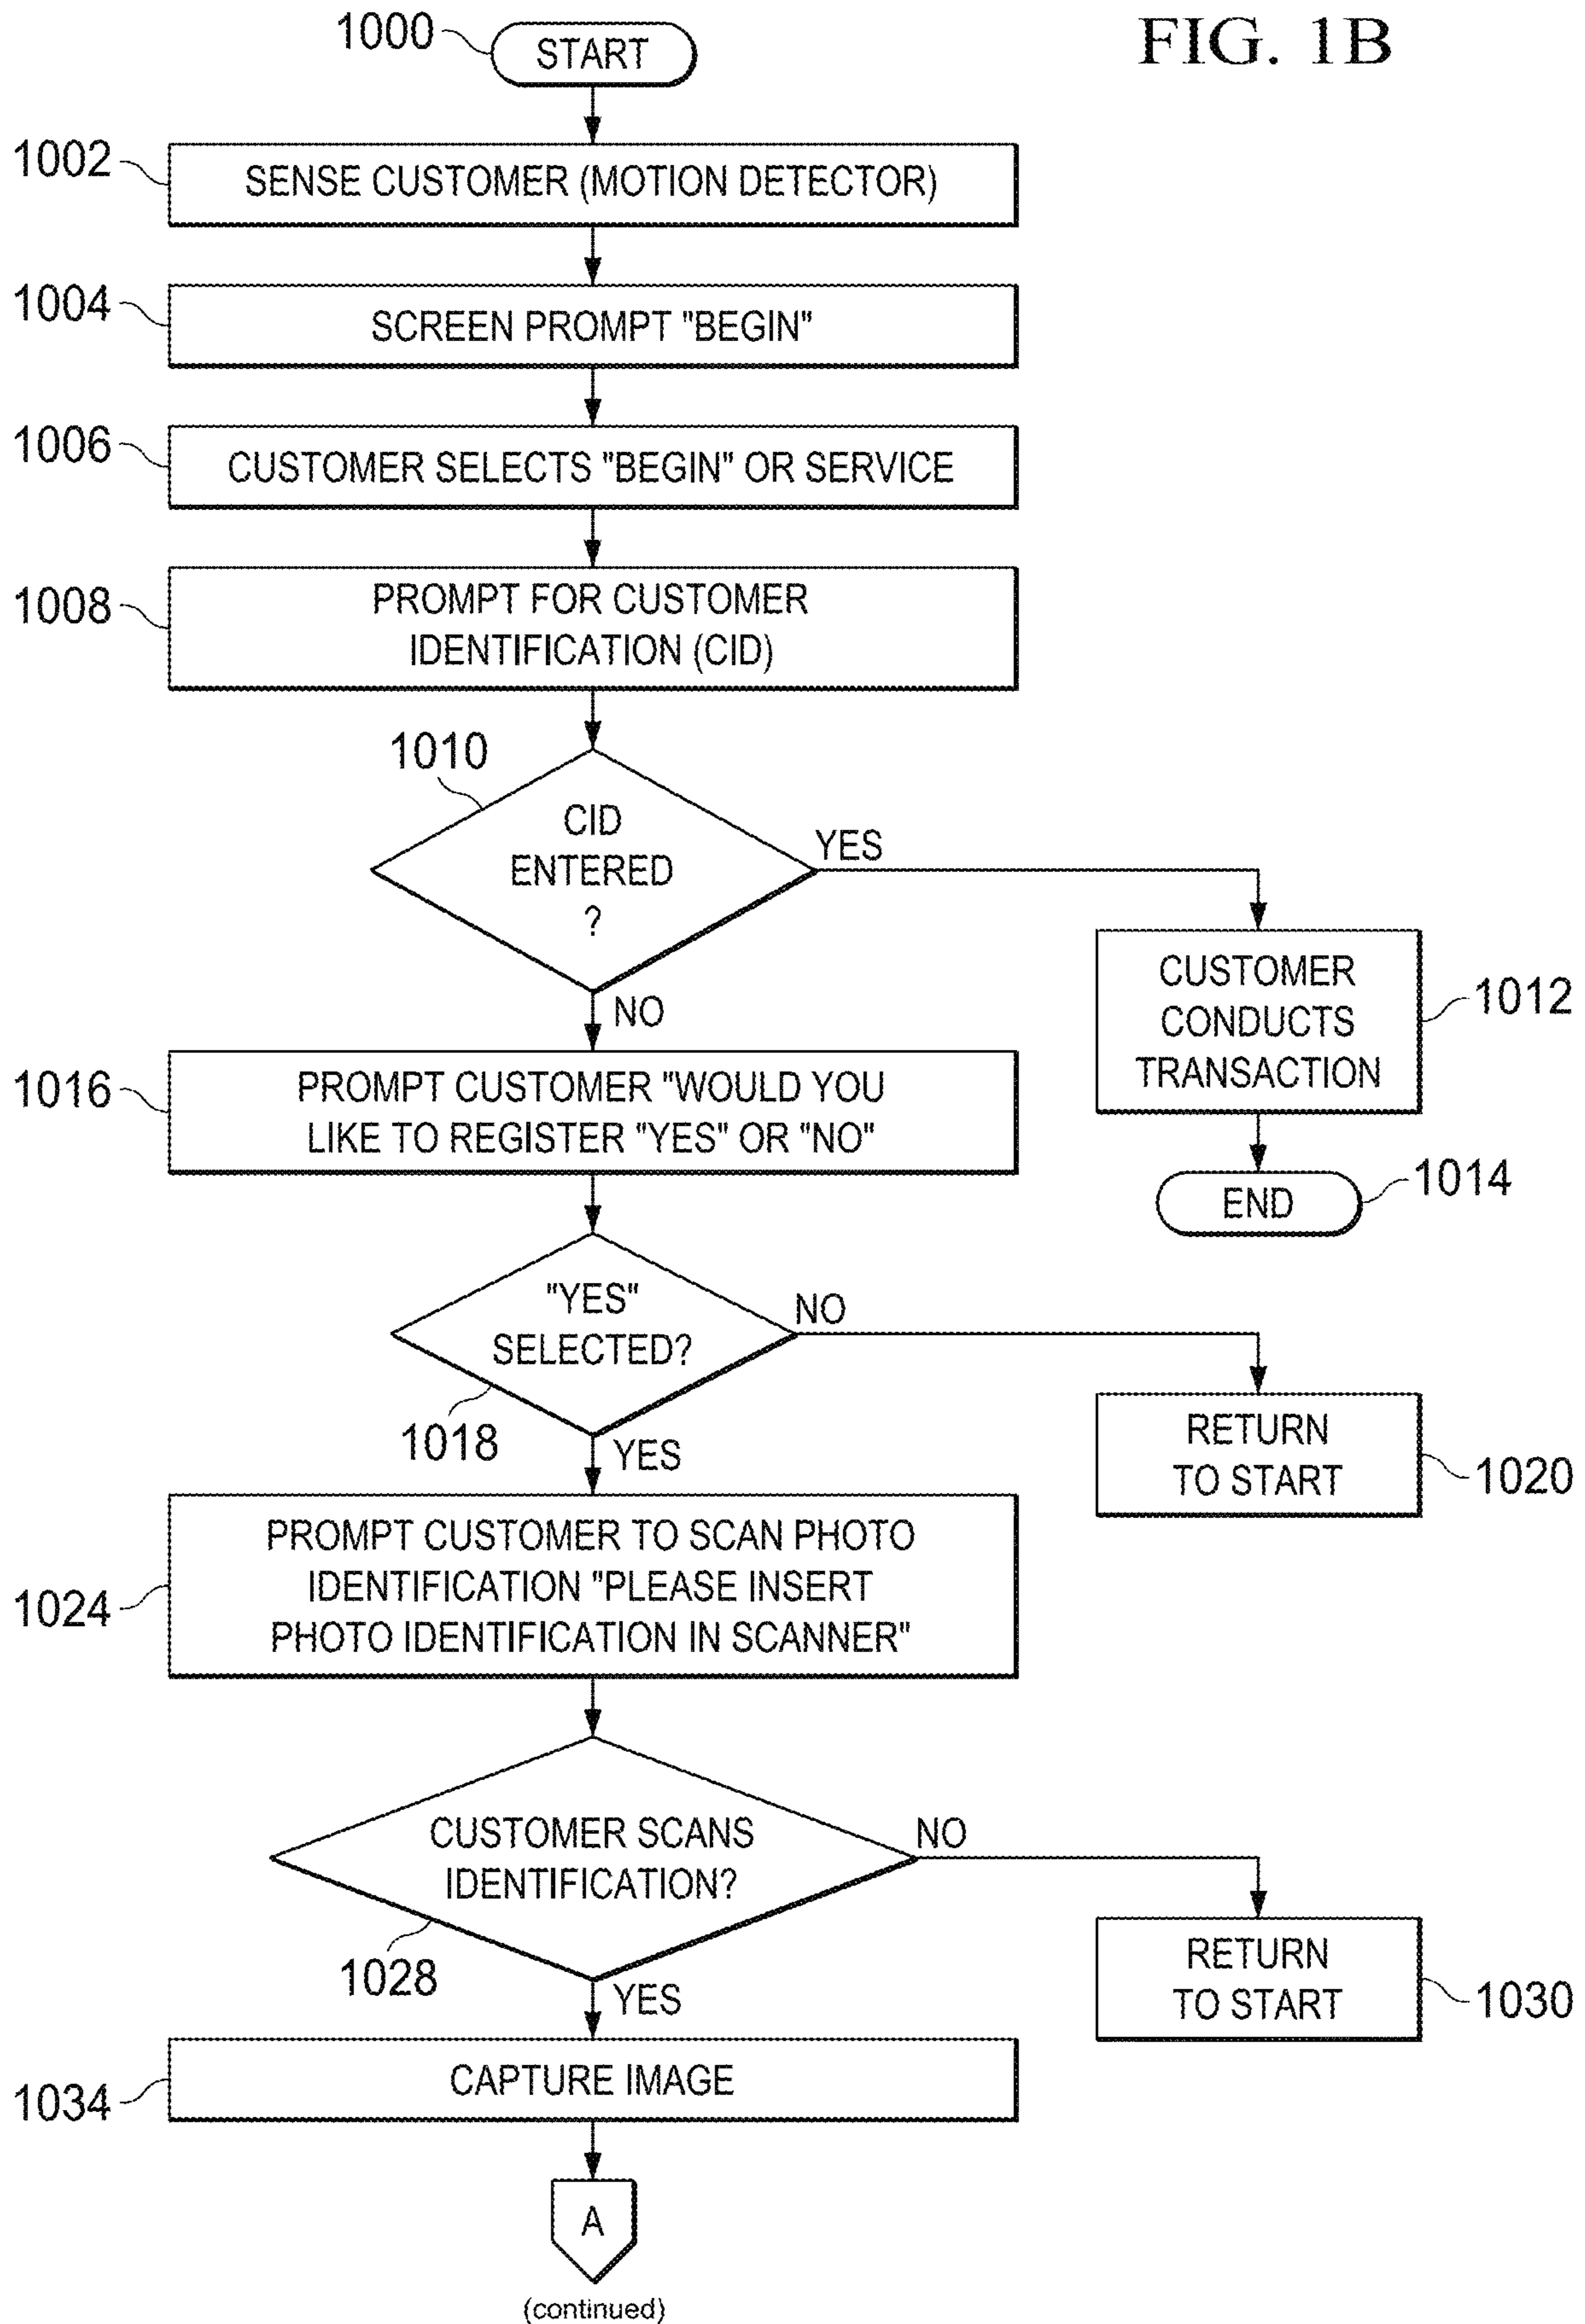 FIG. 1B
1000
START
1002
SENSE CUSTOMER (MOTION DETECTOR)
1004
SCREEN PROMPT "BEGIN"
1006
CUSTOMER SELECTS "BEGIN" OR SERVICE
1008
PROMPT FOR CUSTOMER
IDENTIFICATION (CID)
1010
CID
ENTERED
?
YES
NO
CUSTOMER
CONDUCTS
TRANSACTION
1012
END
1014
1016
PROMPT CUSTOMER "WOULD YOU
LIKE TO REGISTER "YES" OR "NO"
"YES"
SELECTED?
NO
1018
YES
RETURN
TO START
1020
1024
PROMPT CUSTOMER TO SCAN PHOTO
IDENTIFICATION "PLEASE INSERT
PHOTO IDENTIFICATION IN SCANNER"
CUSTOMER SCANS
IDENTIFICATION?
NO
1028
YES
RETURN
TO START
1030
1034
CAPTURE IMAGE
A
(continued)